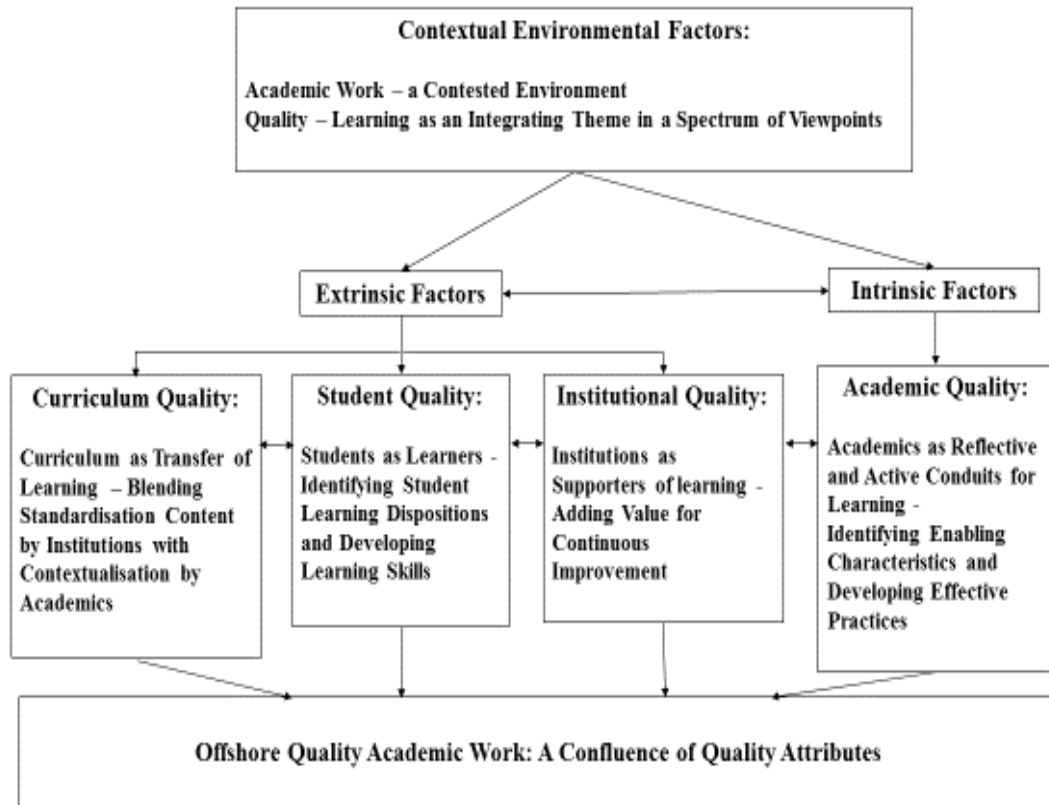 Contextual Environmental Factors:
Academic Work – a Contested Environment
Quality – Learning as an Integrating Theme in a Spectrum of Viewpoints
Extrinsic Factors
Intrinsic Factors
Curriculum Quality:
Curriculum as Transfer of
Learning – Blending
Standardisation Content
by Institutions with
Contextualisation by
Academics
Student Quality:
Students as Learners -
Identifying Student
Learning Dispositions
and Developing
Learning Skills
Institutional Quality:
Institutions as
Supporters of learning -
Adding Value for
Continuous
Improvement
Academic Quality:
Academics as Reflective
and Active Conduits for
Learning -
Identifying Enabling
Characteristics and
Developing Effective
Practices
Offshore Quality Academic Work: A Confluence of Quality Attributes